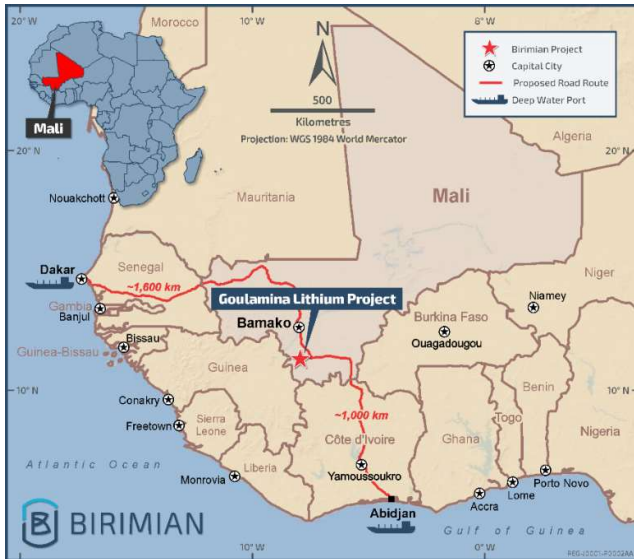 20°W
10°W
6°W
Morocco
Mali
N
500
Kilometres
Projection: WGS 1984 World Mercator
Birimian Project
Capital City
Proposed Road Route
Deep Water Port
Algeria
20°N
20°N
Mali
Mauritania
Nouakchott
Dakar
Senegal
~1,600 km
Niger
Goulamina Lithium Project
Gambia
Banjul
Bamako
Niamey
Burkina Faso
Ouagadougou
Bissau
Guinea-Bissau
Guinea
Benin
10°N
10°N
Conakry
~1,000 km
Togo
Freetown
Sierra
Leone
Côte d'Ivoire
Ghana
Nigeria
Liberia
Yamoussoukro
Atlantic Ocean
Monrovia
Porto Novo
Lome
Accra
Abidjan
BIRIMIAN
Gulf of Guinea
20°W
10°W
6°W